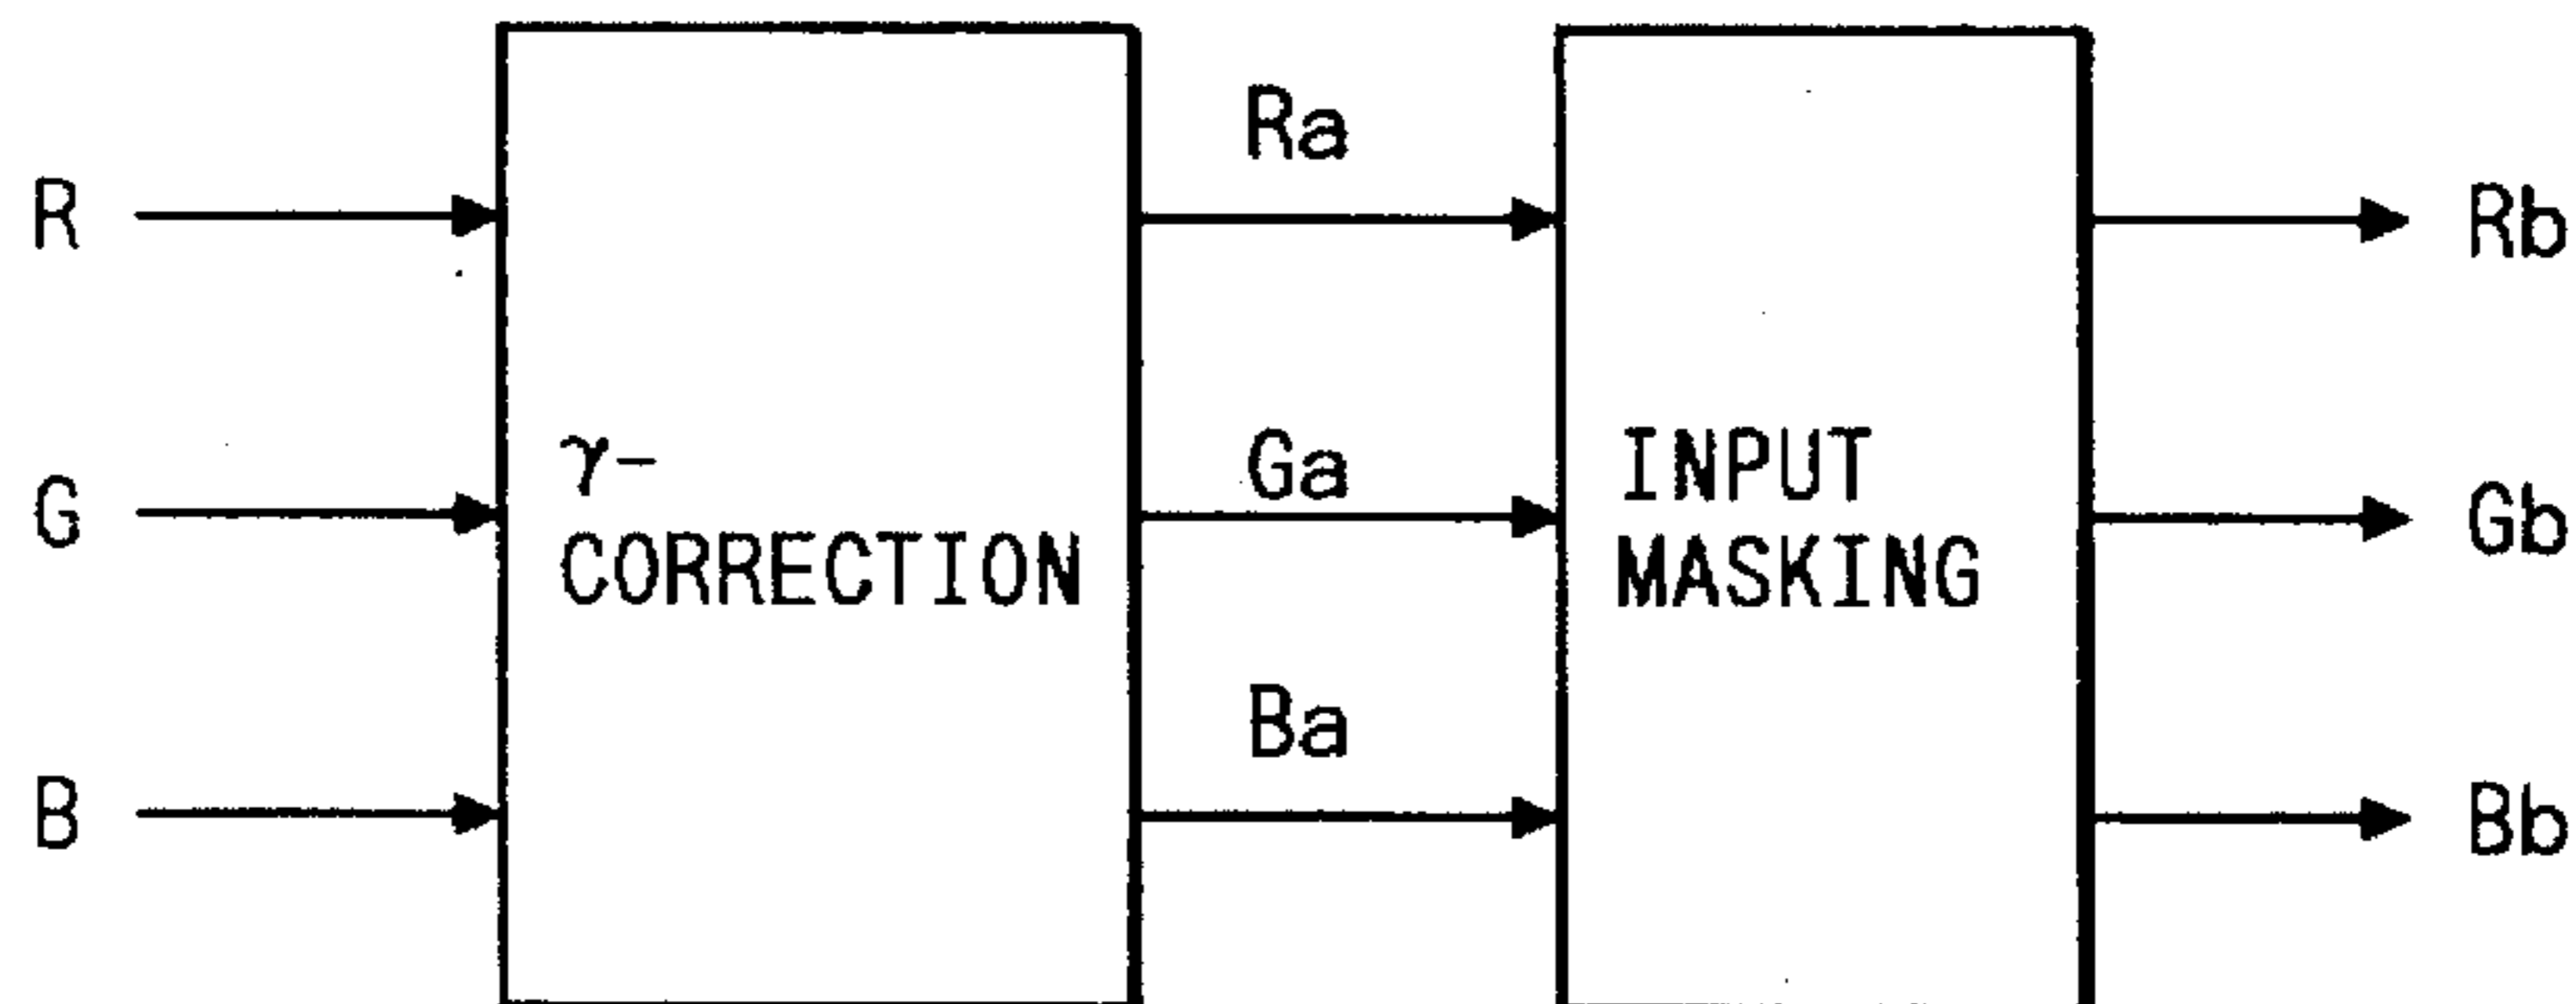 R
G
B
γ-
CORRECTION
Ra
Ga
Ba
INPUT
MASKING
Rb
Gb
Bb